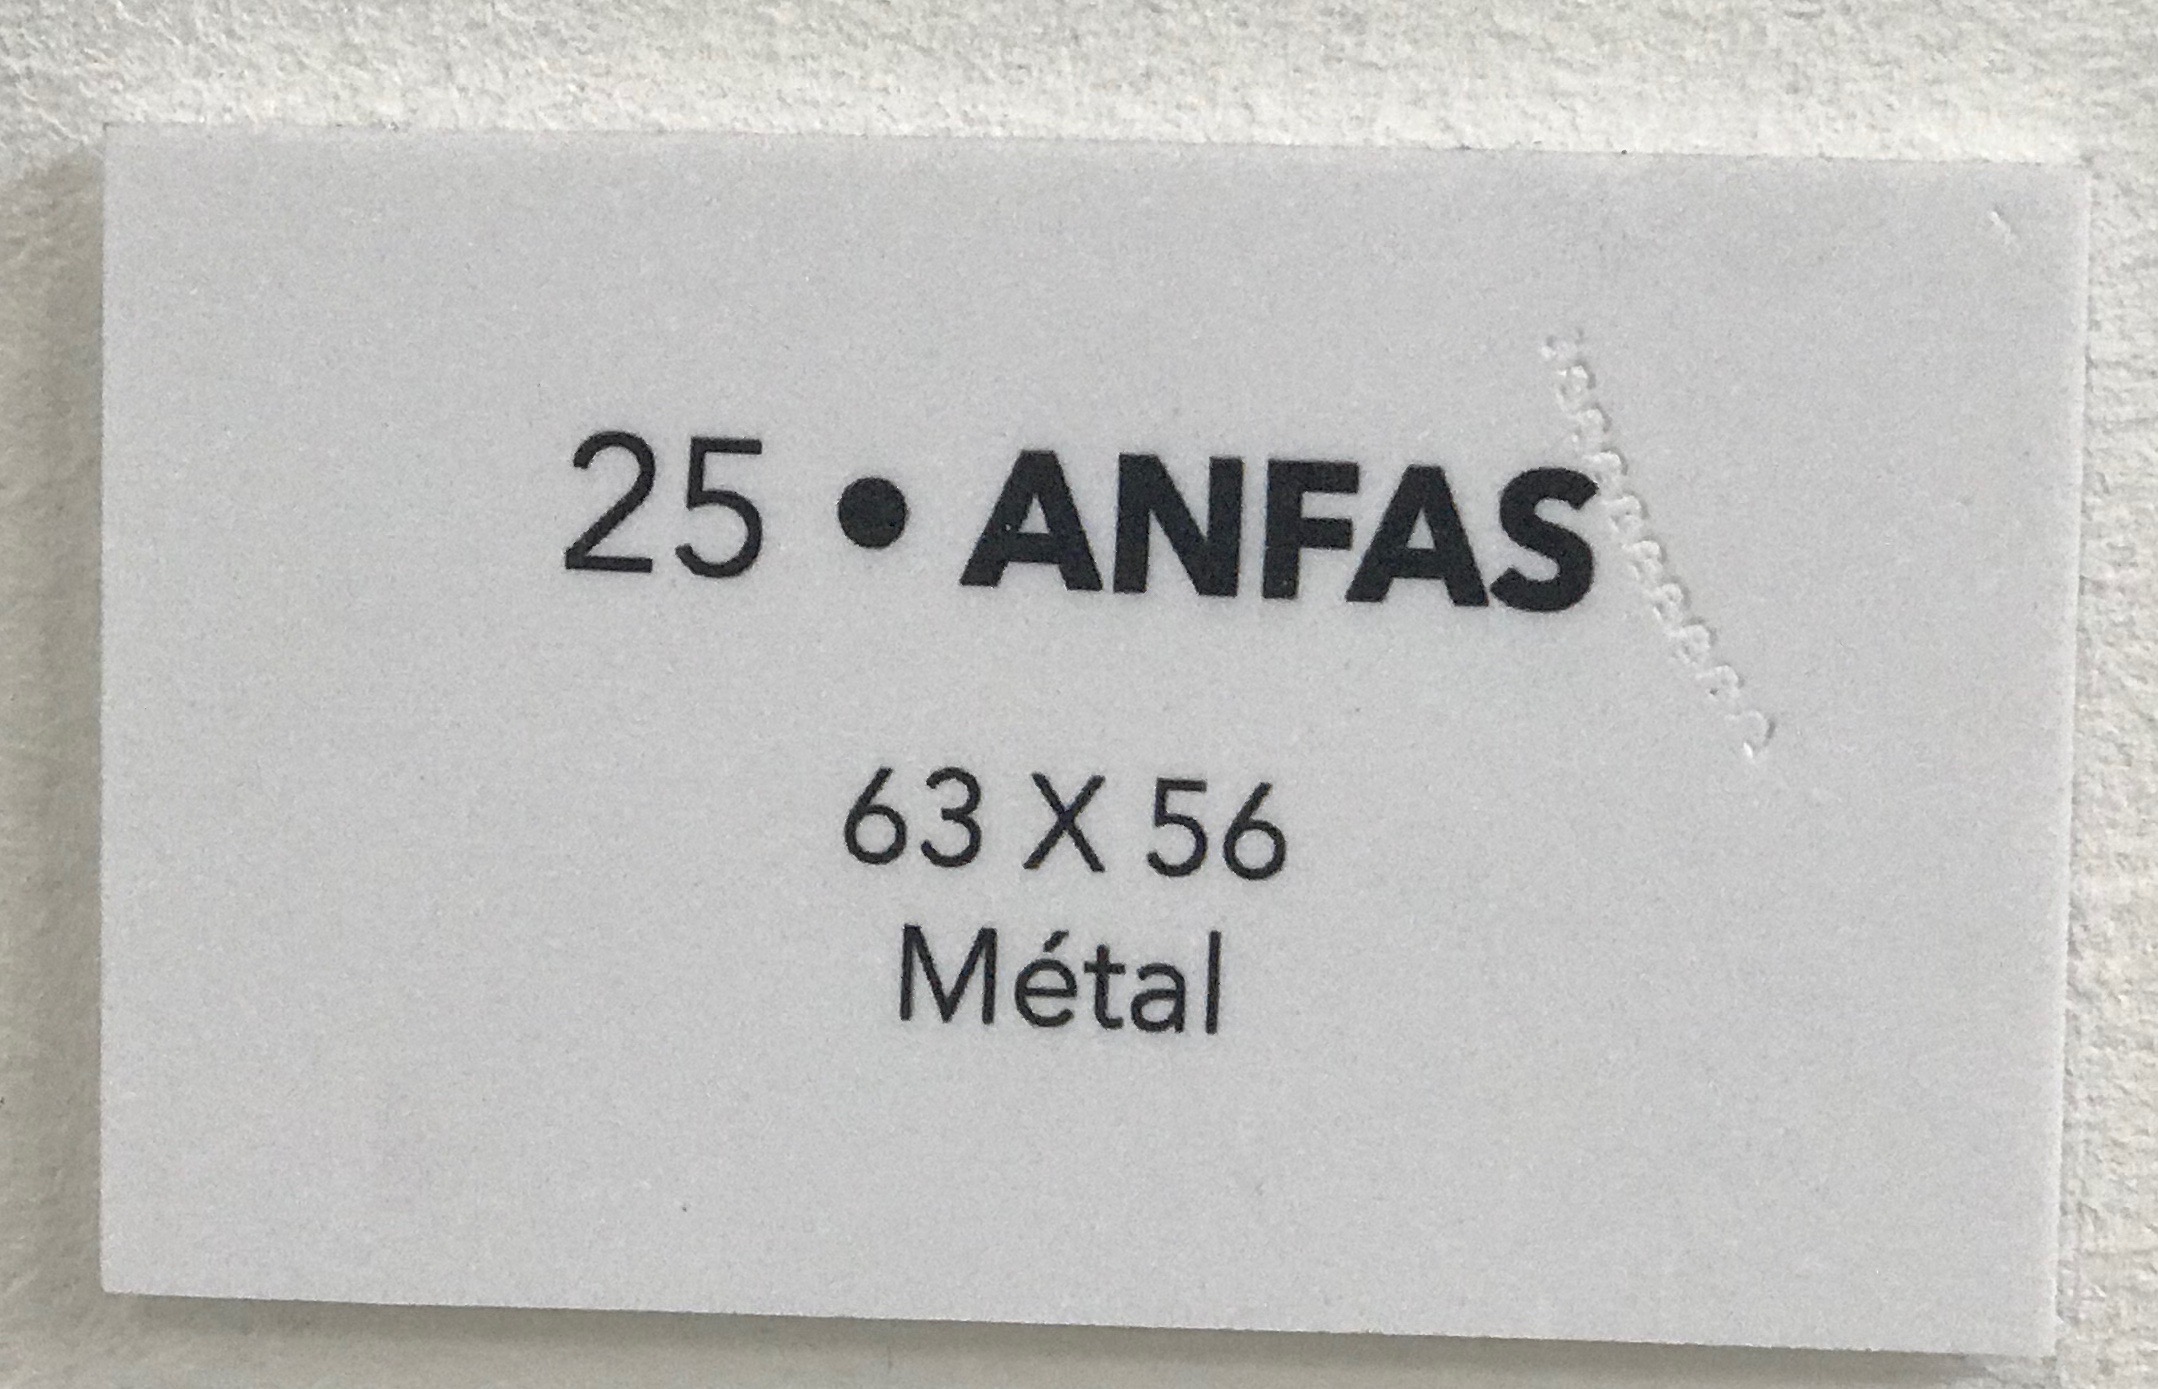 25 • ANFAS
63 X 56
Métal